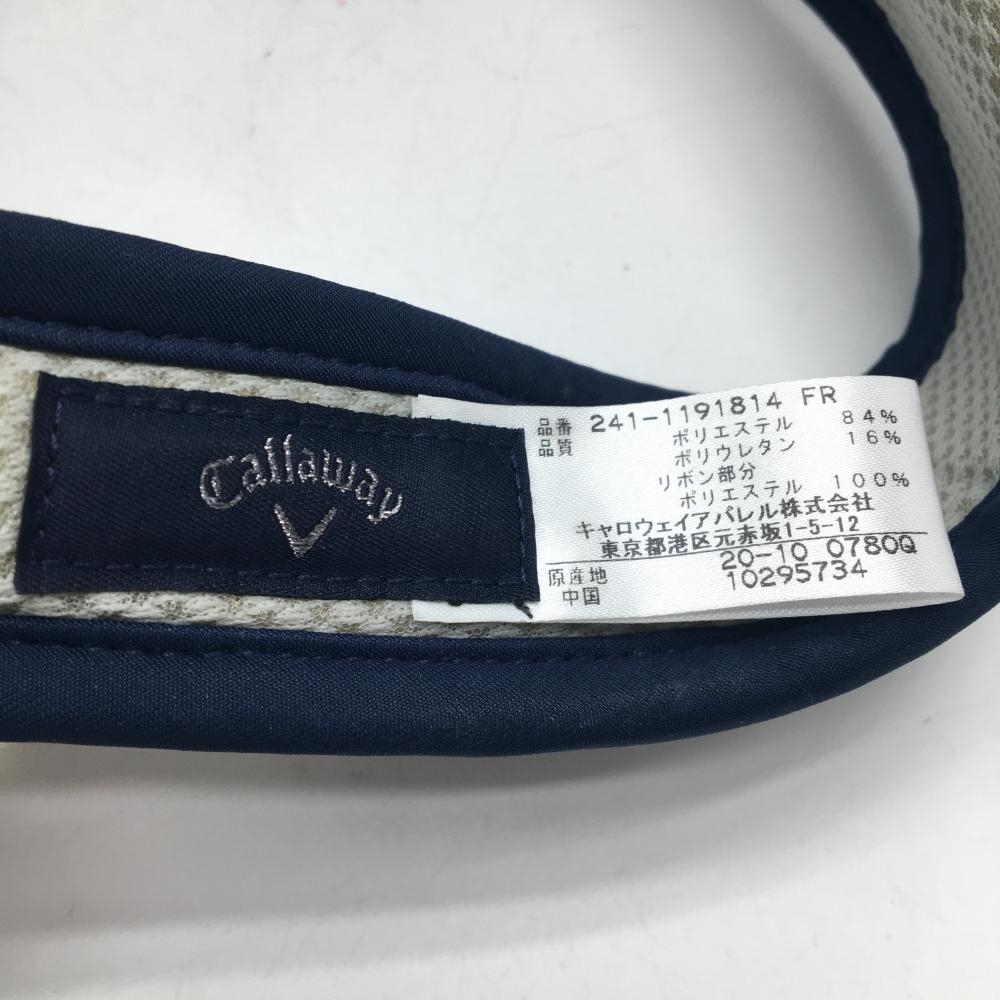 Callaway
品番 241-1191814 FR
品質 ポリエステル 84%
ポリウレタン 16%
リボン部分
ポリエステル 100%
キャロウェイアパレル株式会社
東京都港区元赤坂1-5-12
20-10 0780Q
原産地 10295734
中国